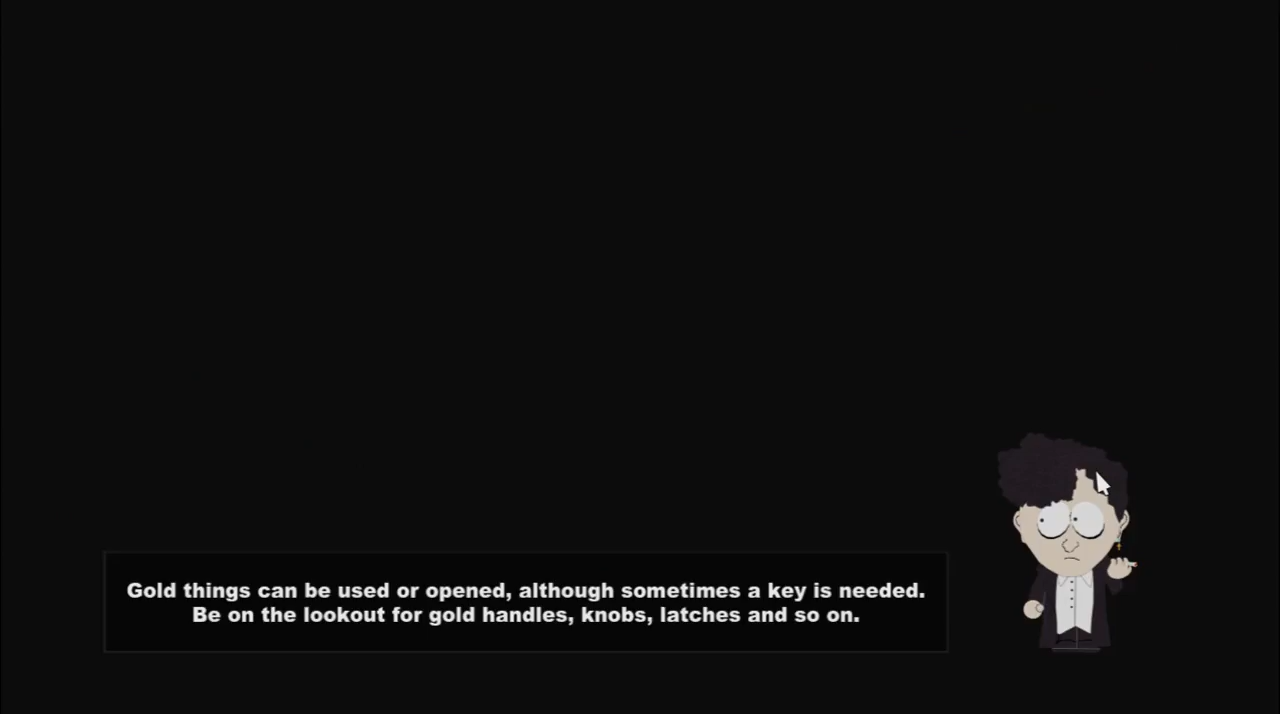 Gold things can be used or opened, although sometimes a key is needed.
Be on the lookout for gold handles, knobs, latches and so on.